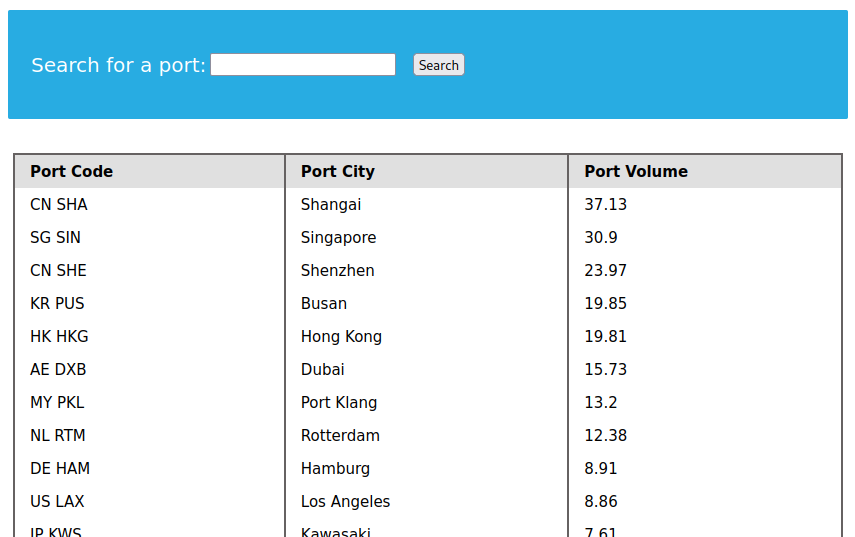 Search for a port: Search
Port Code Port City Port Volume
CN SHA Shangai 37.13
SG SIN Singapore 30.9
CN SHE Shenzhen 23.97
KR PUS Busan 19.85
HK HKG Hong Kong 19.81
AE DXB Dubai 15.73
MY PKL Port Klang 13.2
NL RTM Rotterdam 12.38
DE HAM Hamburg 8.91
US LAX Los Angeles 8.86
JP KWS Kawasaki 7.61